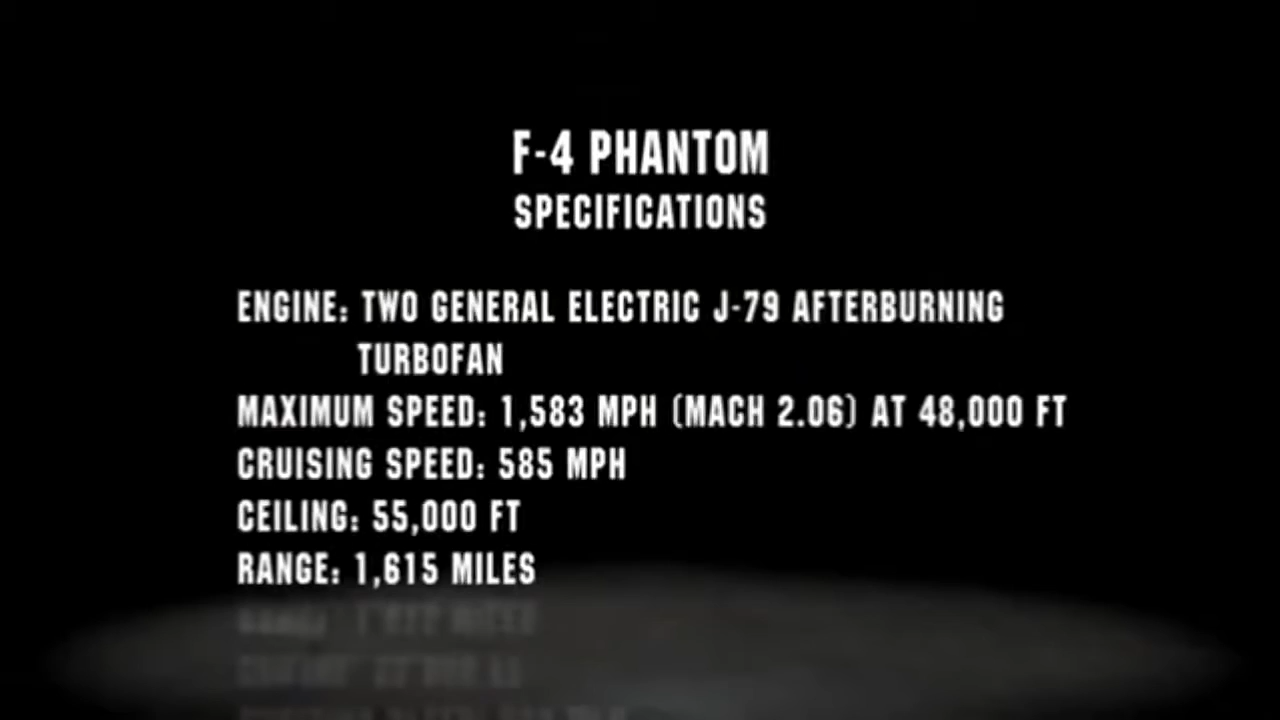 F-4 PHANTOM
SPECIFICATIONS
ENGINE: TWO GENERAL ELECTRIC J-79 AFTERBURNING
TURBOFAN
MAXIMUM SPEED: 1,583 MPH (MACH 2.06) AT 48,000 FT
CRUISING SPEED: 585 MPH
CEILING: 55,000 FT
RANGE: 1,615 MILES